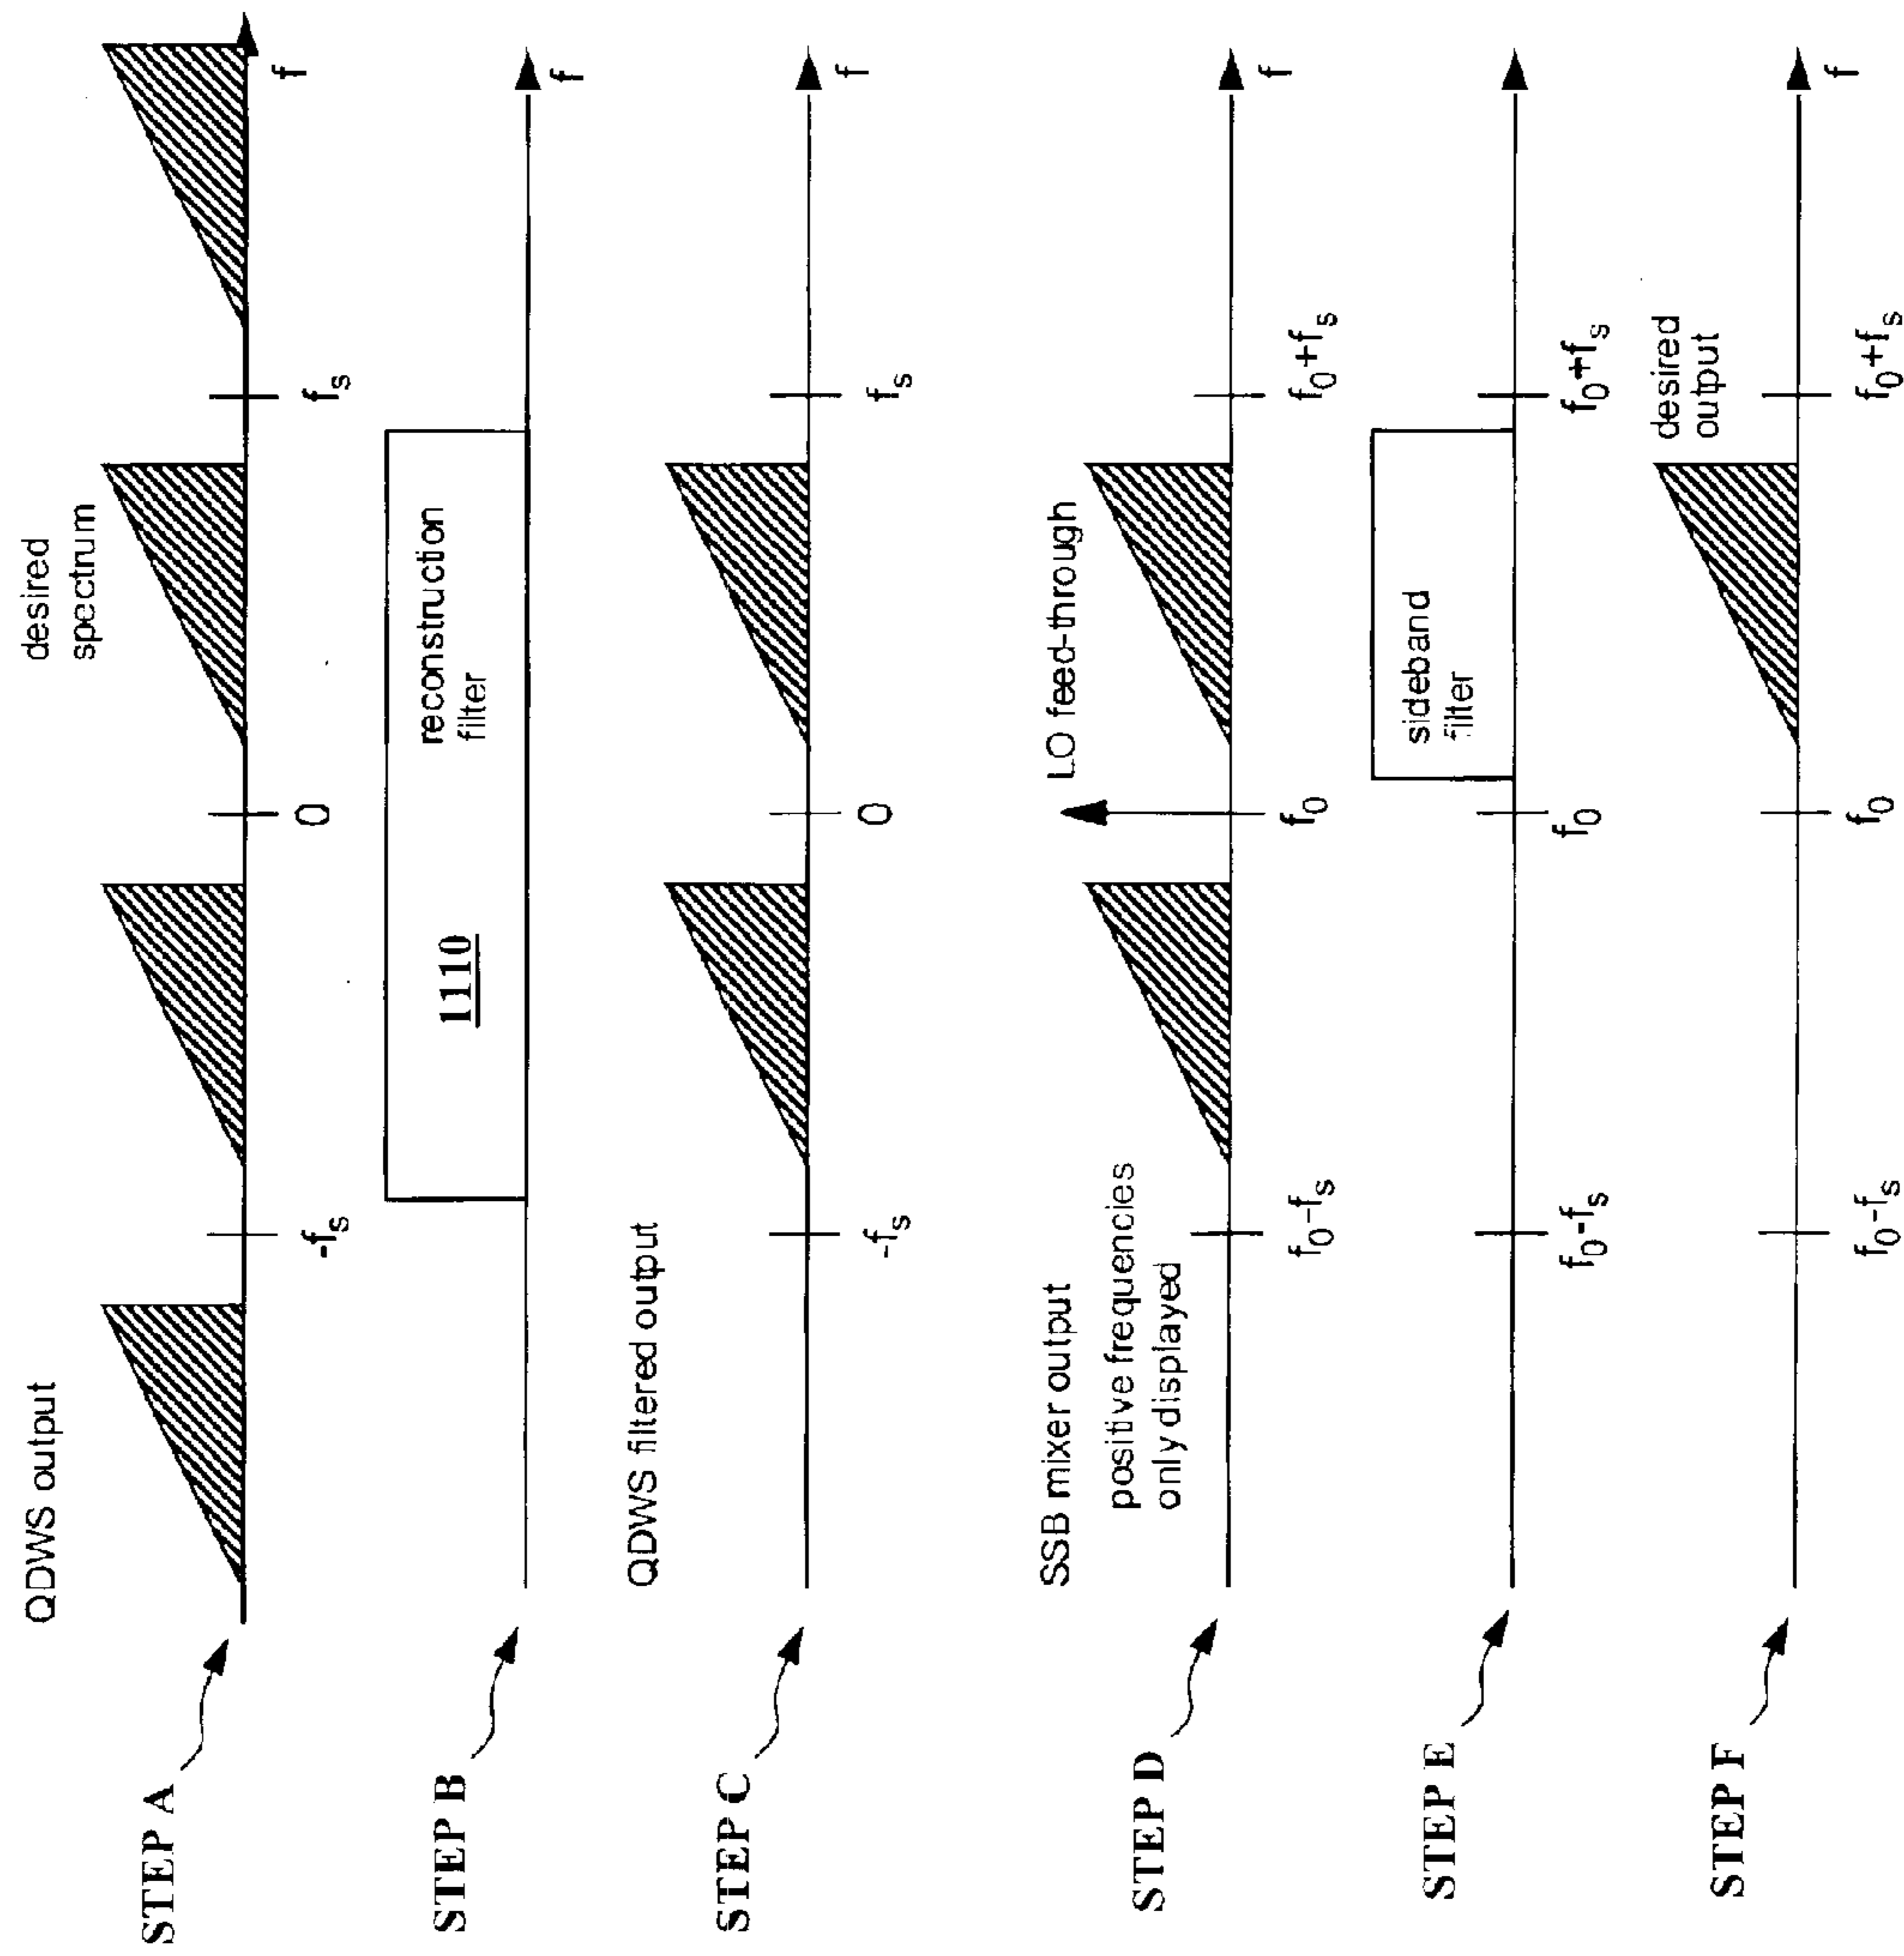 QDWS output
desired
spectrum
STEP A
-fs
0
fs
f
STEP B
1110
reconstruction
filter
f
QDWS filtered output
STEP C
-fs
0
fs
f
SSB mixer output
positive frequencies
only displayed
LO feed-through
STEP D
f0-fs
f0
f0+fs
f
sideband
filter
STEP E
f0-fs
f0
f0+fs
desired
output
STEP F
f0-fs
f0
f0+fs
f